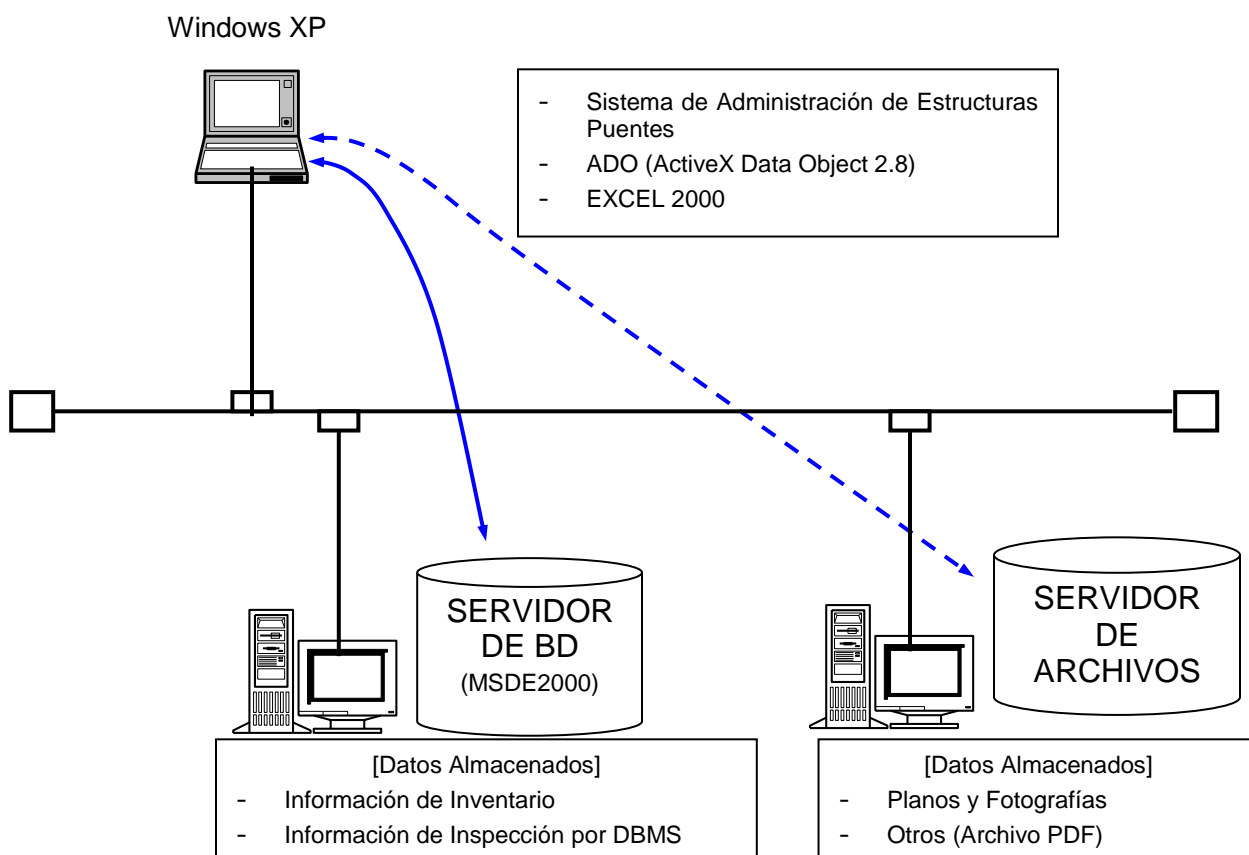 Windows XP
- Sistema de Administración de Estructuras
Puentes
- ADO (ActiveX Data Object 2.8)
- EXCEL 2000
SERVIDOR
DE BD
(MSDE2000)
SERVIDOR
DE
ARCHIVOS
[Datos Almacenados]
- Información de Inventario
- Información de Inspección por DBMS
[Datos Almacenados]
- Planos y Fotografías
- Otros (Archivo PDF)